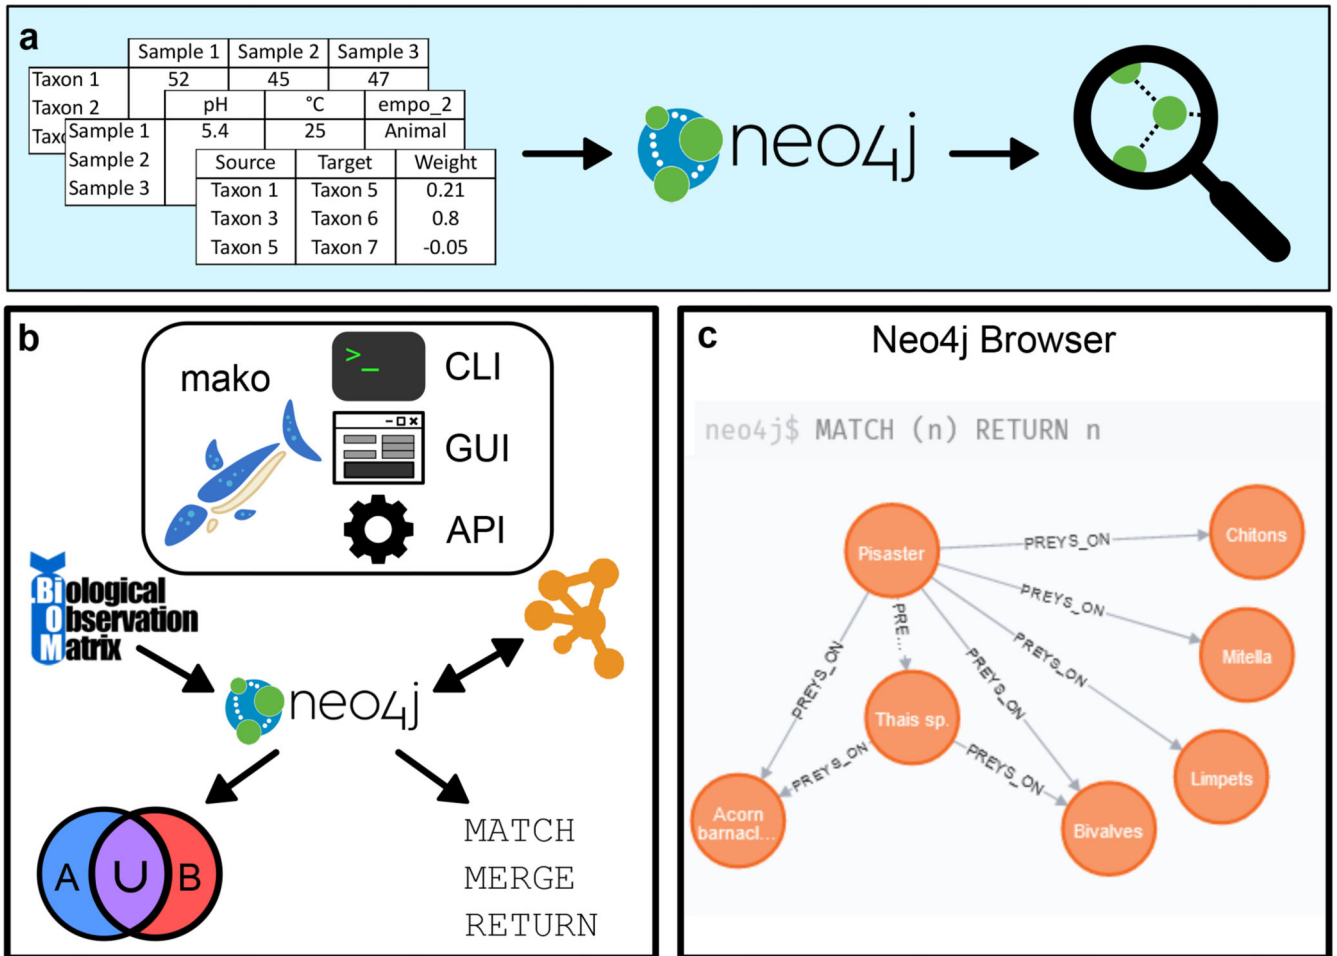 a
Sample 1 Sample 2 Sample 3
Taxon 1 52 45 47
Taxon 2
pH °C empo_2
Sample 1 5.4 25 Animal
Sample 2
Sample 3
Source Target Weight
Taxon 1 Taxon 5 0.21
Taxon 3 Taxon 6 0.8
Taxon 5 Taxon 7 -0.05
neo4j
b
mako
>_ CLI
GUI
API
Biological
Observation
Matrix
neo4j
A U B
MATCH
MERGE
RETURN
c
Neo4j Browser
neo4j$ MATCH (n) RETURN n
Pisaster
PREYS_ON
Chitons
PREYS_ON
Mitella
PREYS_ON
Limpets
PREYS_ON
Bivalves
PRE...
Thais sp.
PREYS_ON
PREYS_ON
PREYS_ON
Acorn
barnacl...